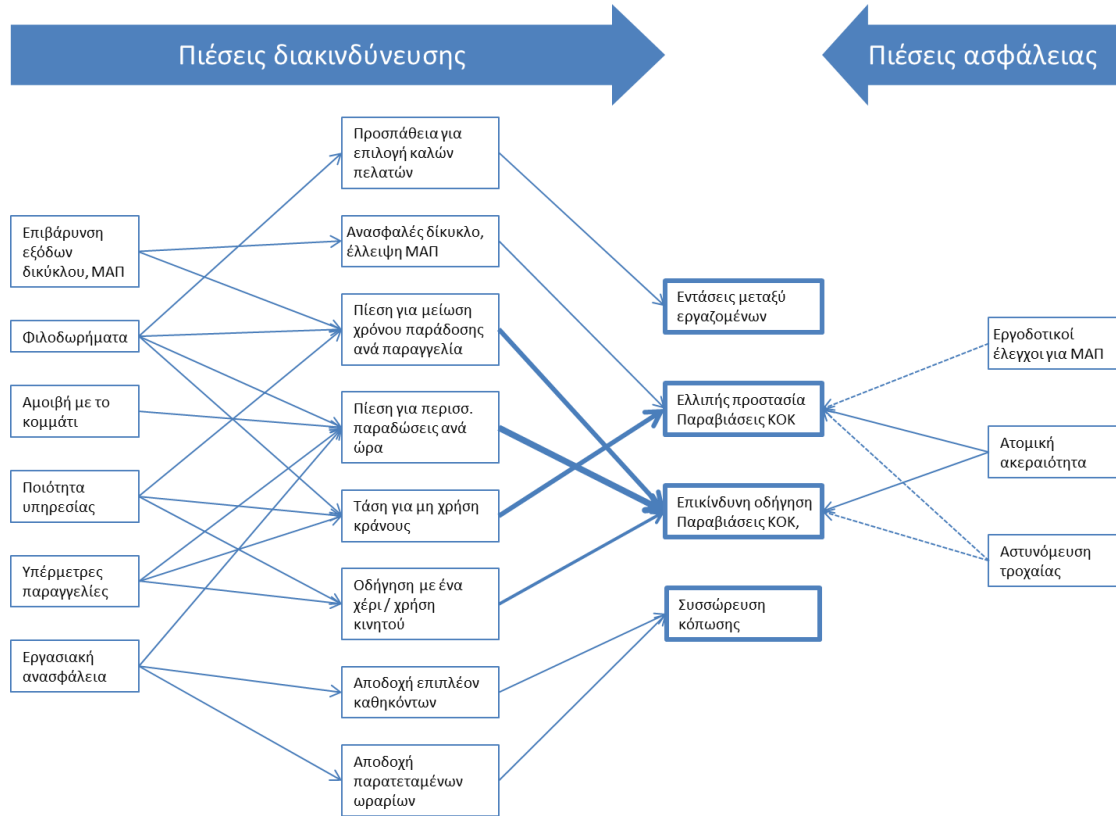 Πιέσεις διακινδύνευσης
Πιέσεις ασφάλειας
Επιβάρυνση
εξόδων
δικύκλου, ΜΑΠ
Φιλοδωρήματα
Αμοιβή με το
κομμάτι
Ποιότητα
υπηρεσίας
Υπέρμετρες
παραγγελίες
Εργασιακή
ανασφάλεια
Προσπάθεια για
επιλογή καλών
πελατών
Ανασφαλές δίκυκλο,
έλλειψη ΜΑΠ
Πίεση για μείωση
χρόνου παράδοσης
ανά παραγγελία
Πίεση για περισσ.
παραδώσεις ανά
ώρα
Τάση για μη χρήση
κράνους
Οδήγηση με ένα
χέρι / χρήση
κινητού
Αποδοχή επιπλέον
καθηκόντων
Αποδοχή
παρατεταμένων
ωραρίων
Εντάσεις μεταξύ
εργαζομένων
Ελλιπής προστασία
Παραβιάσεις ΚΟΚ
Επικίνδυνη οδήγηση
Παραβιάσεις ΚΟΚ,
Συσσώρευση
κόπωσης
Εργοδοτικοί
έλεγχοι για ΜΑΠ
Ατομική
ακεραιότητα
Αστυνόμευση
τροχαίας